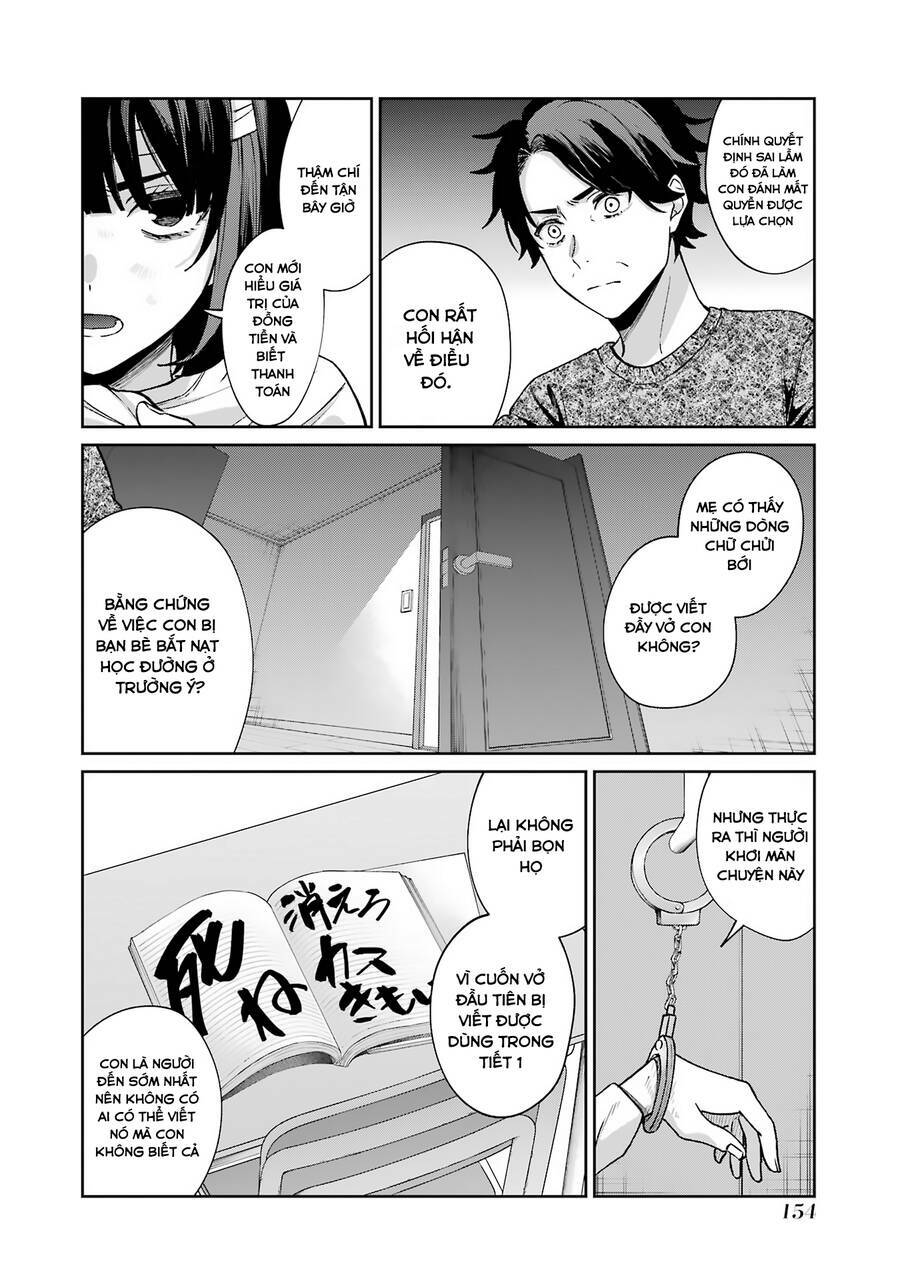 CHÍNH QUYẾT
ĐỊNH SAI LẦM
ĐÓ ĐÃ LÀM
CON ĐÁNH MẤT
QUYỀN ĐƯỢC
LỰA CHỌN
CON RẤT
HỐI HẬN
VỀ ĐIỀU
ĐÓ.
THẬM CHÍ
ĐẾN TẬN
BÂY GIỜ
CON MỚI
HIỂU GIÁ
TRỊ CỦA
ĐỒNG
TIỀN VÀ
BIẾT
THANH
TOÁN
MẸ CÓ THẤY
NHỮNG DÒNG
CHỮ CHỬI
BỚI
ĐƯỢC VIẾT
ĐẦY VỞ CON
KHÔNG?
BẰNG CHỨNG
VỀ VIỆC CON BỊ
BẠN BÈ BẮT NẠT
HỌC ĐƯỜNG Ở
TRƯỜNG Ý?
NHƯNG THỰC
RA THÌ NGƯỜI
KHƠI MÀN
CHUYỆN NÀY
LẠI KHÔNG
PHẢI BỌN
HỌ
VÌ CUỐN VỞ
ĐẦU TIÊN BỊ
VIẾT ĐƯỢC
DÙNG TRONG
TIẾT 1
消えろ
きもい
死ね
CON LÀ NGƯỜI
ĐẾN SỚM NHẤT
NÊN KHÔNG CÓ
AI CÓ THỂ VIẾT
NÓ MÀ CON
KHÔNG BIẾT CẢ
154